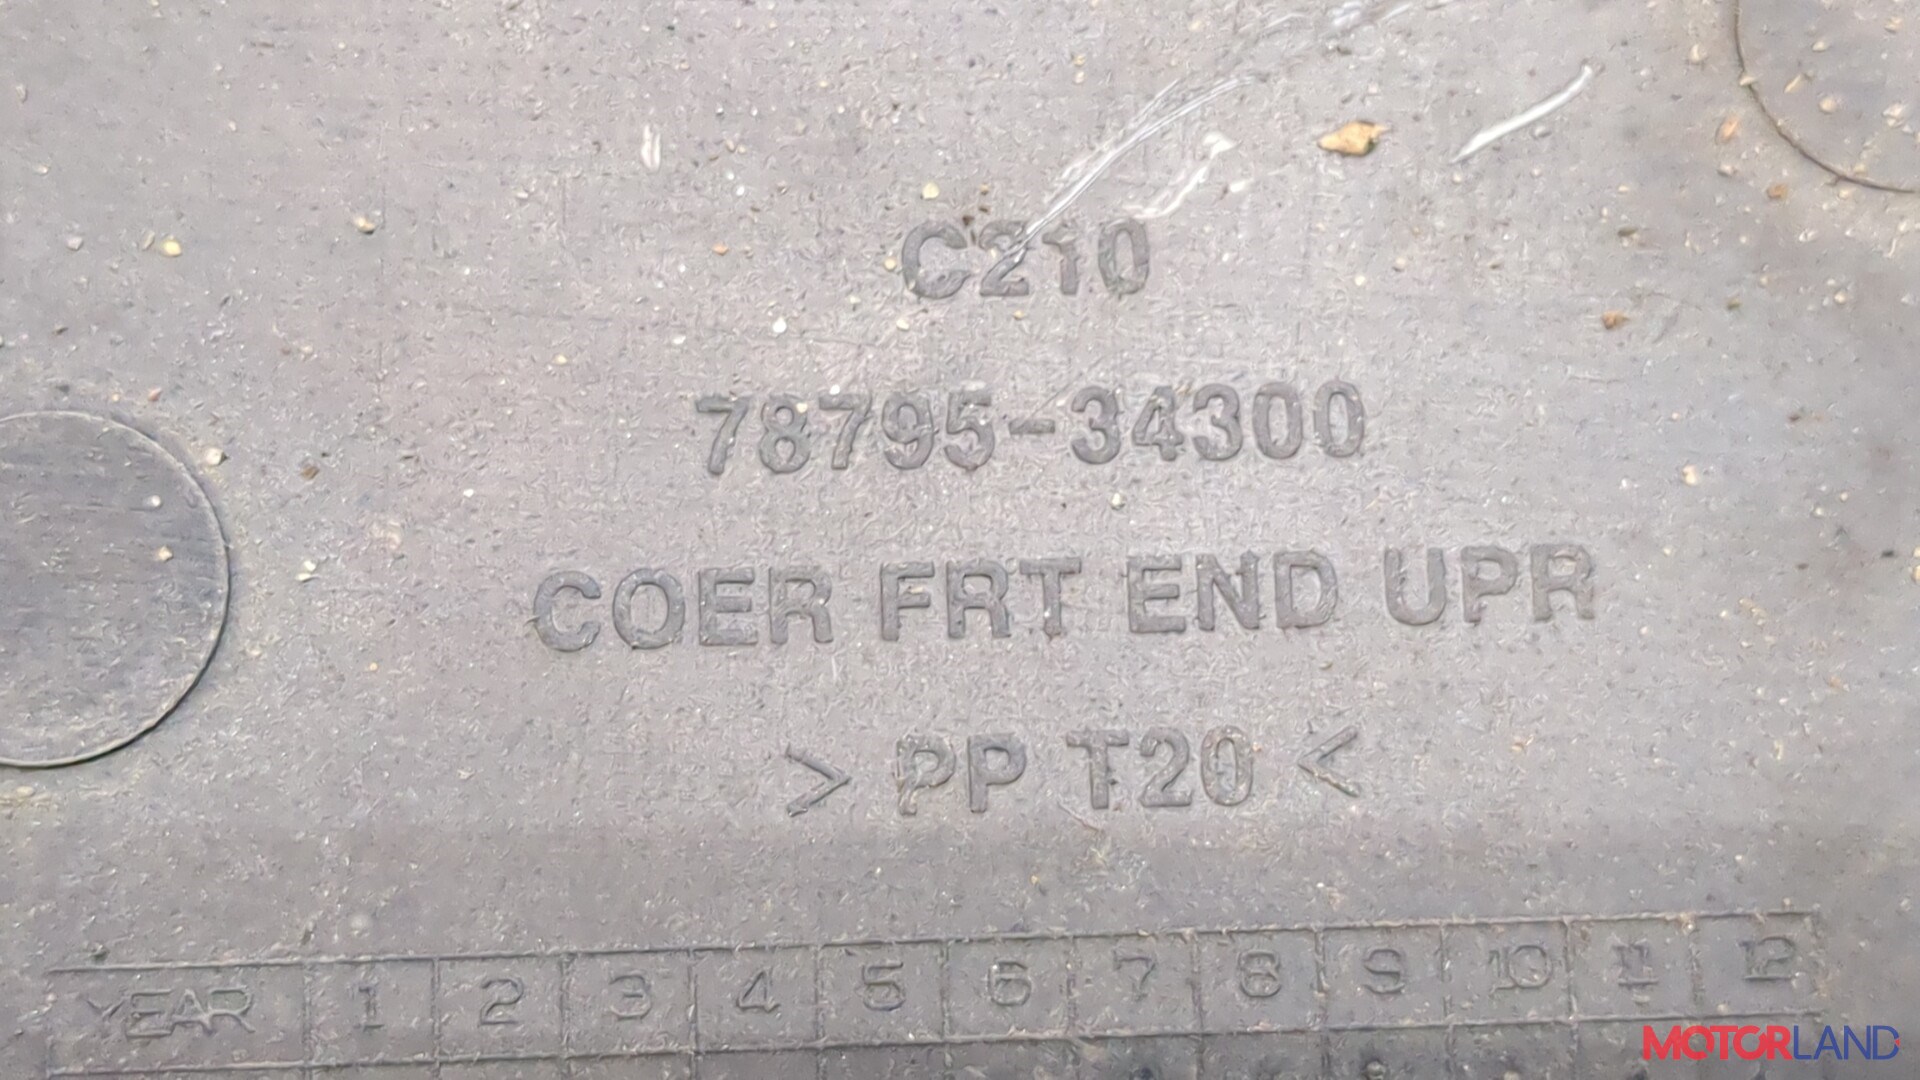 C210
78795-34300
COER FRT END UPR
> PP T20 <
YEAR 1 2 3 4 5 6 7 8 9 10 11 12
MOTORLAND